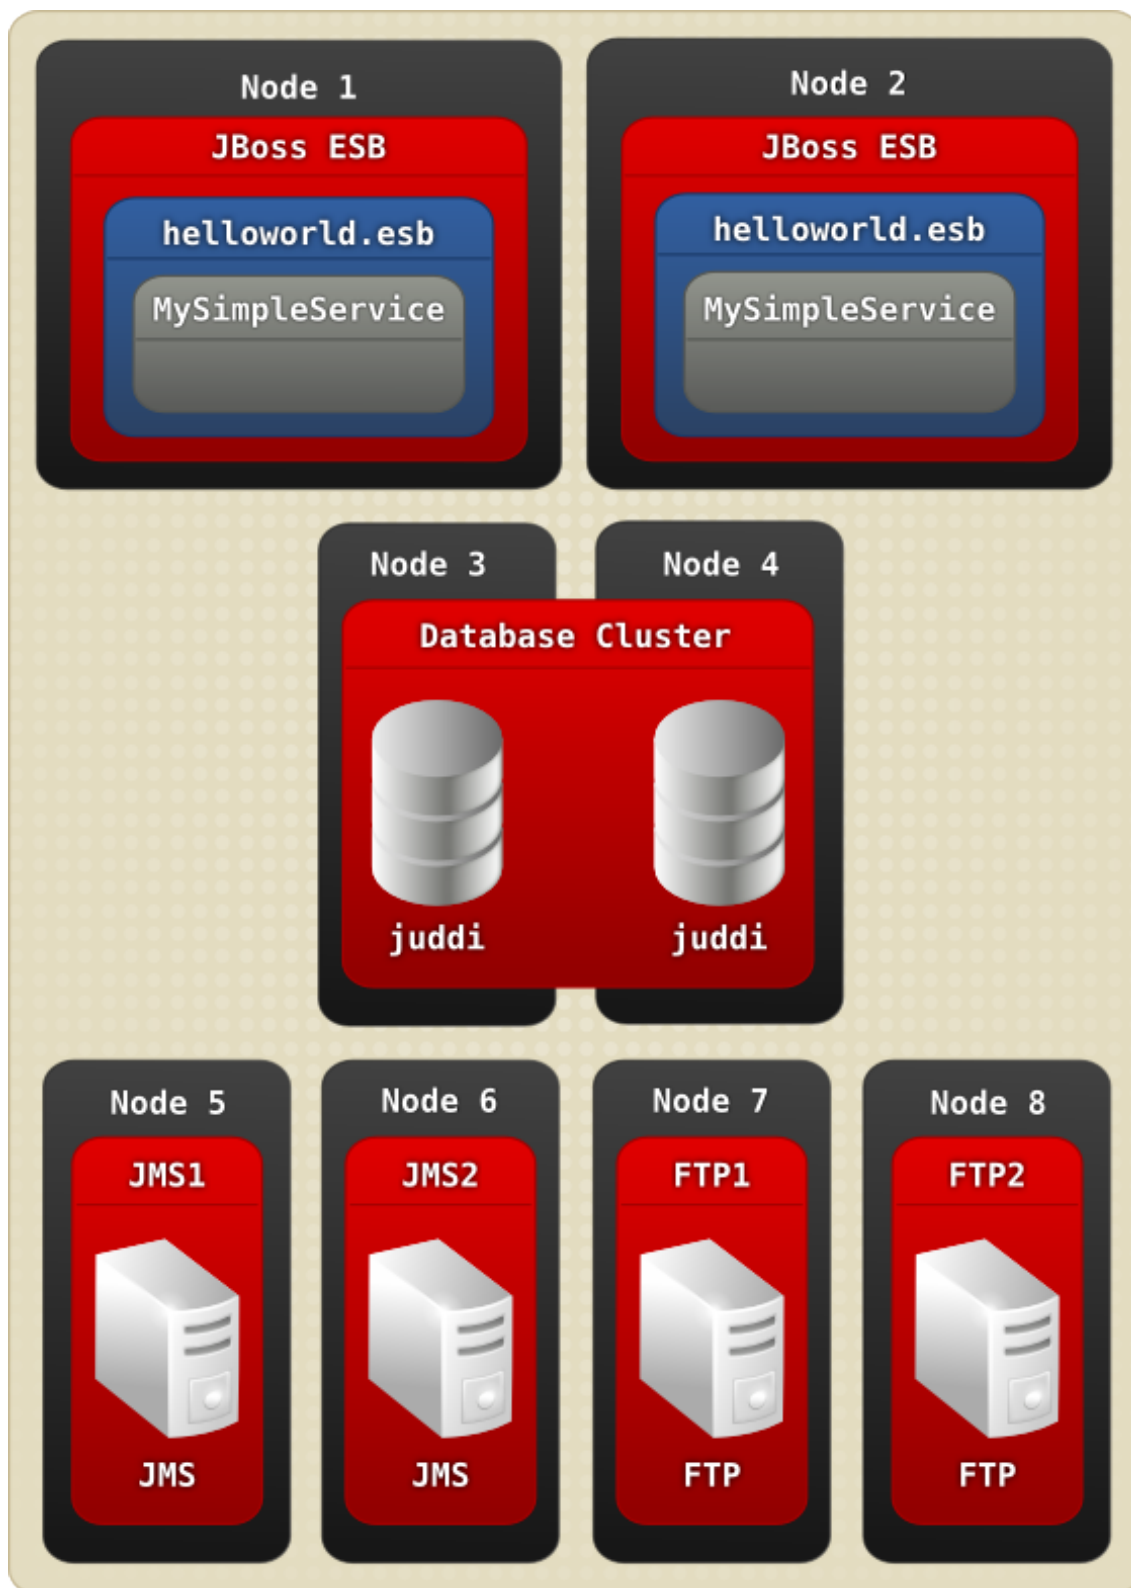 Node 1
JBoss ESB
helloworld.esb
MySimpleService
Node 2
JBoss ESB
helloworld.esb
MySimpleService
Node 3
Node 4
Database Cluster
juddi
juddi
Node 5
JMS1
JMS
Node 6
JMS2
JMS
Node 7
FTP1
FTP
Node 8
FTP2
FTP